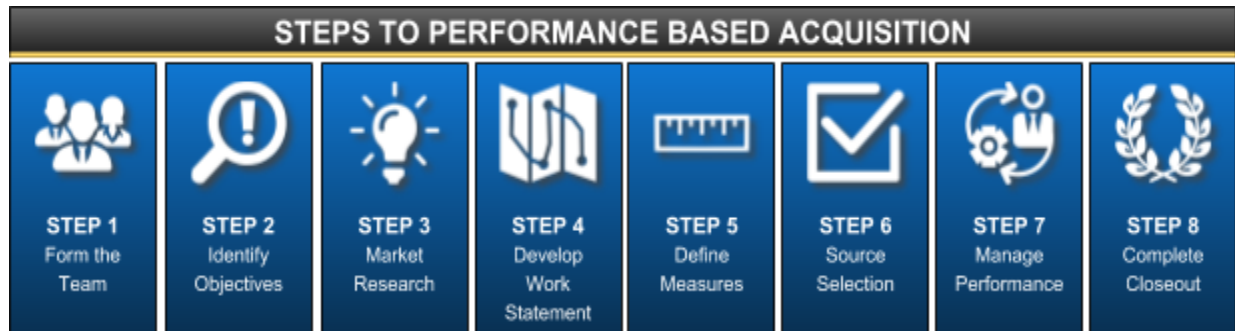 STEPS TO PERFORMANCE BASED ACQUISITION
STEP 1
Form the
Team
STEP 2
Identify
Objectives
STEP 3
Market
Research
STEP 4
Develop
Work
Statement
STEP 5
Define
Measures
STEP 6
Source
Selection
STEP 7
Manage
Performance
STEP 8
Complete
Closeout